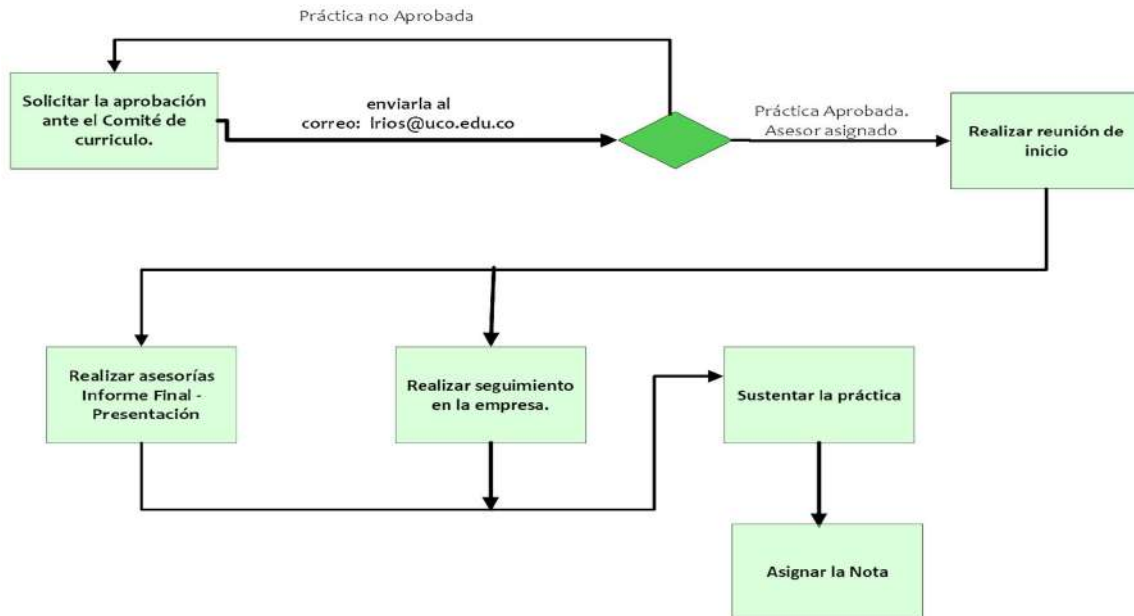 Práctica no Aprobada
Solicitar la aprobación
ante el Comité de
curriculo.
enviarla al
correo: lrios@uco.edu.co
Práctica Aprobada.
Asesor asignado
Realizar reunión de
inicio
Realizar asesorías
Informe Final -
Presentación
Realizar seguimiento
en la empresa.
Sustentar la práctica
Asignar la Nota